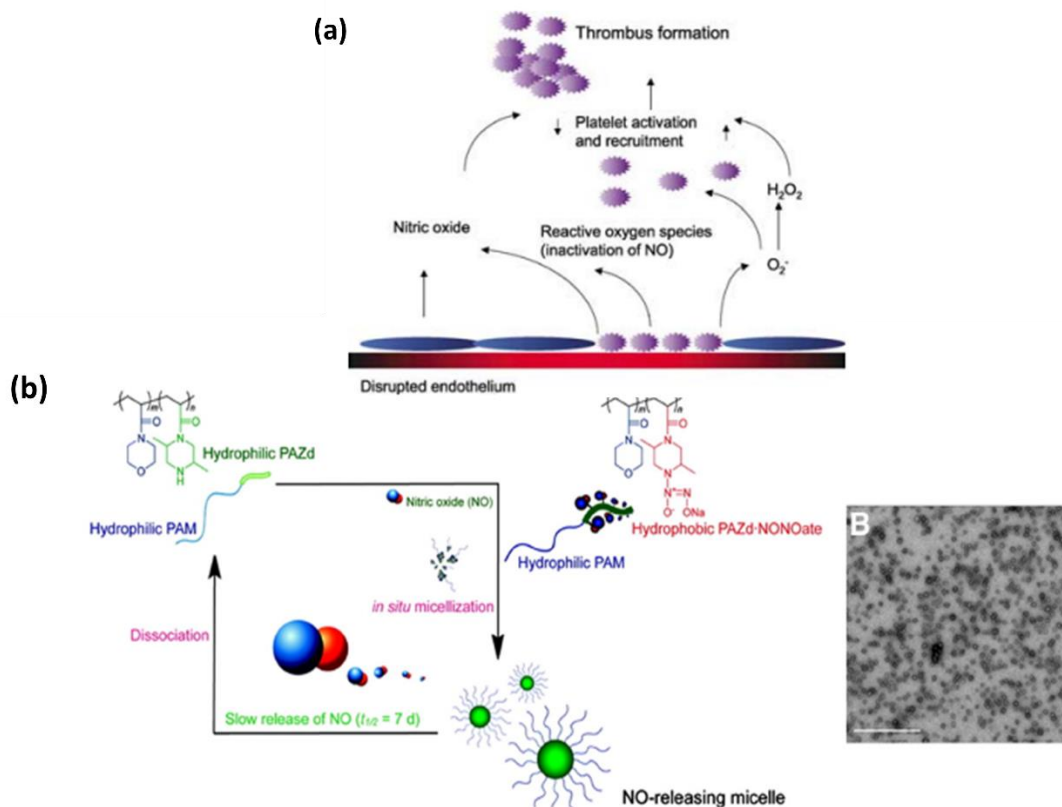 (a)
Thrombus formation
Platelet activation
and recruitment
H₂O₂
Nitric oxide
Reactive oxygen species
(inactivation of NO)
O₂⁻
Disrupted endothelium
(b)
m
n
O
O
N
N
O
N
H
Hydrophilic PAZd
Hydrophilic PAM
Nitric oxide (NO)
in situ micellization
Dissociation
Slow release of NO (t1/2 = 7 d)
NO-releasing micelle
m
n
O
O
N
N
O
N
N⁺=N
O⁻ ONa
Hydrophobic PAZd-NONOate
Hydrophilic PAM
B